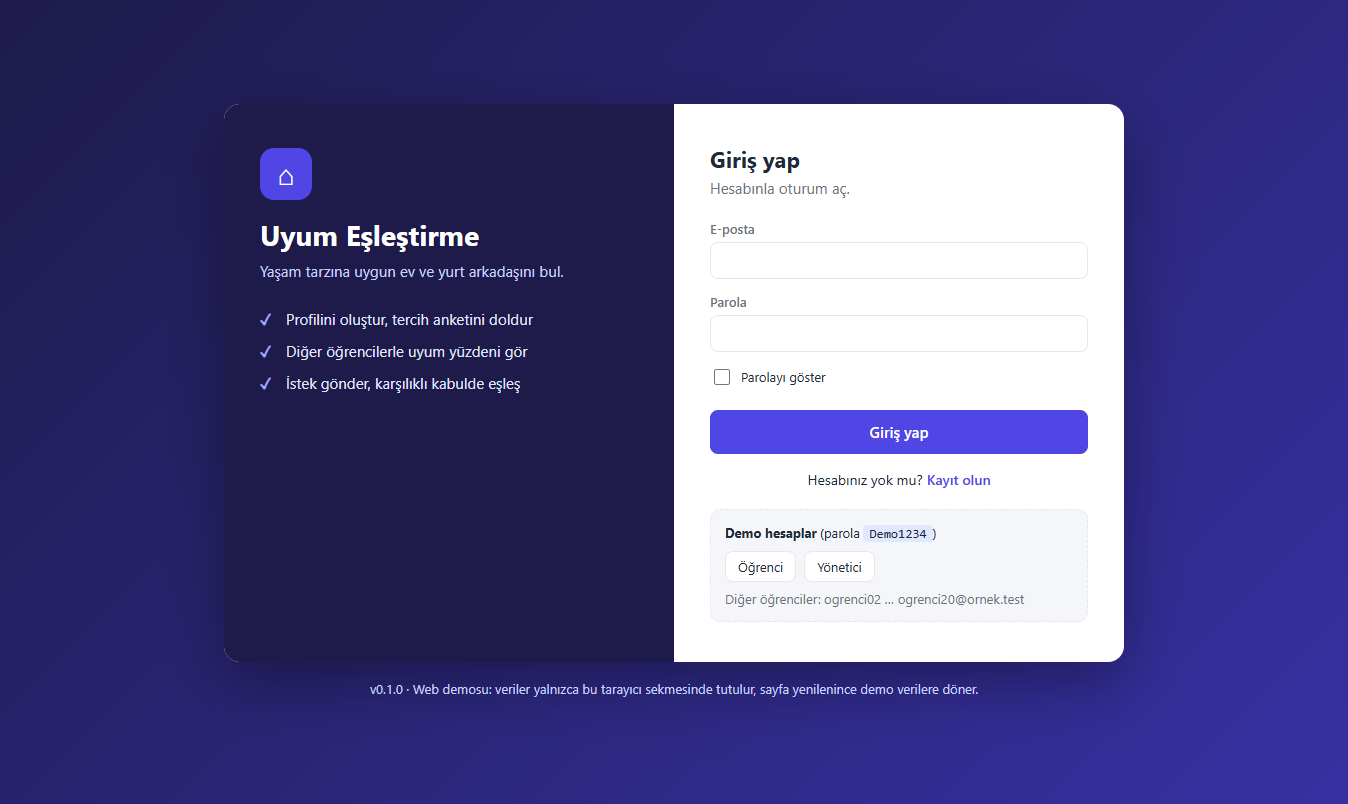 Uyum Eşleştirme
Yaşam tarzına uygun ev ve yurt arkadaşını bul.
✓ Profilini oluştur, tercih anketini doldur
✓ Diğer öğrencilerle uyum yüzdeni gör
✓ İstek gönder, karşılıklı kabulde eşleş
Giriş yap
Hesabınla oturum aç.
E-posta
Parola
Parolayı göster
Giriş yap
Hesabınız yok mu? Kayıt olun
Demo hesaplar (parola Demo1234 )
Öğrenci Yönetici
Diğer öğrenciler: ogrenci02 … ogrenci20@ornek.test
v0.1.0 · Web demosu: veriler yalnızca bu tarayıcı sekmesinde tutulur, sayfa yenilenince demo verilere döner.